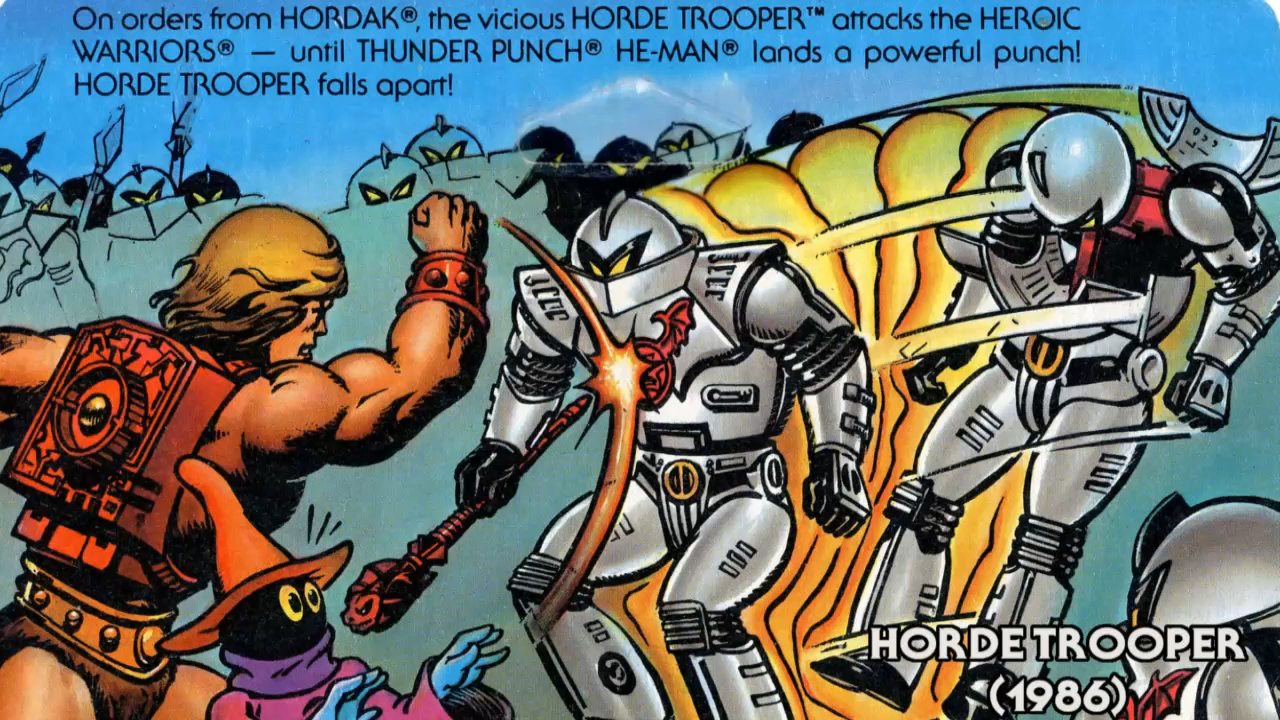 On orders from HORDAK®, the vicious HORDE TROOPER™ attacks the HEROIC
WARRIORS® — until THUNDER PUNCH® HE-MAN® lands a powerful punch!
HORDE TROOPER falls apart!
HORDE TROOPER
(1986)